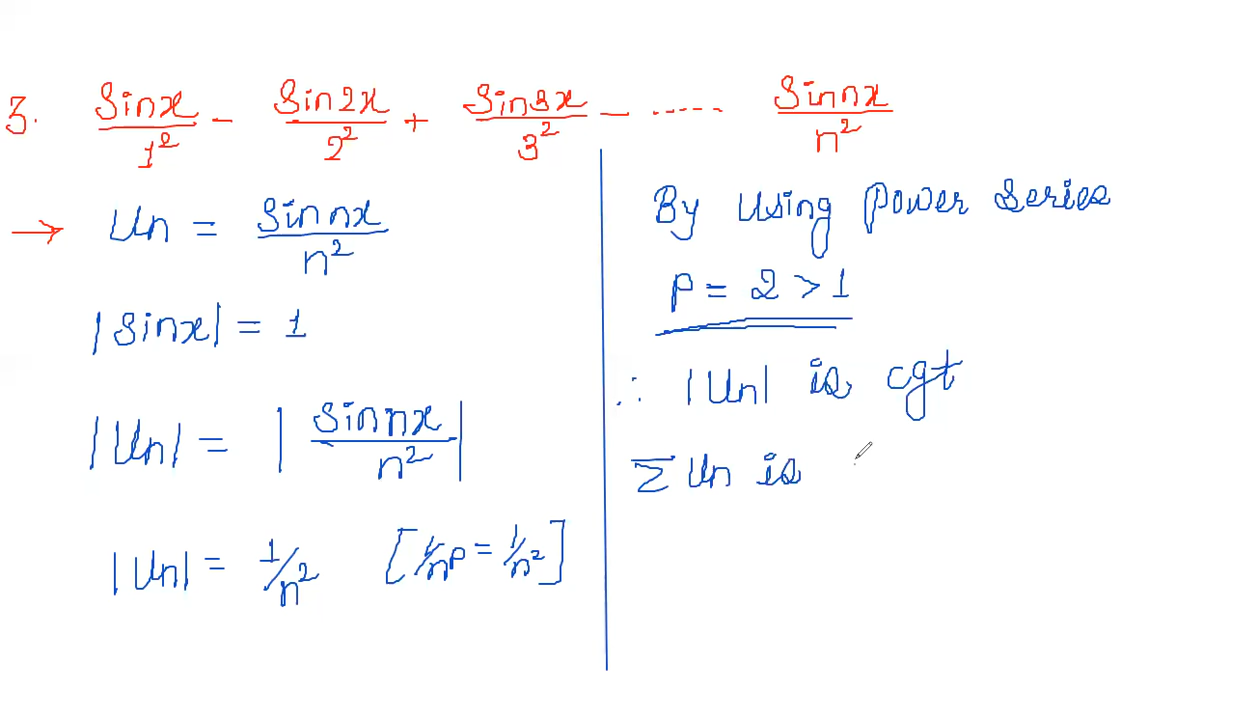 3. sinx/1² - sin2x/2² + sin3x/3² - ..... sinnx/n²
→ Un = sinnx/n²
|sinx| = 1
|Un| = |sinnx/n²|
|Un| = 1/n² [1/nᵖ = 1/n²]
By Using Power Series
P = 2 > 1
∴ |Un| is cgt
Σ Un is